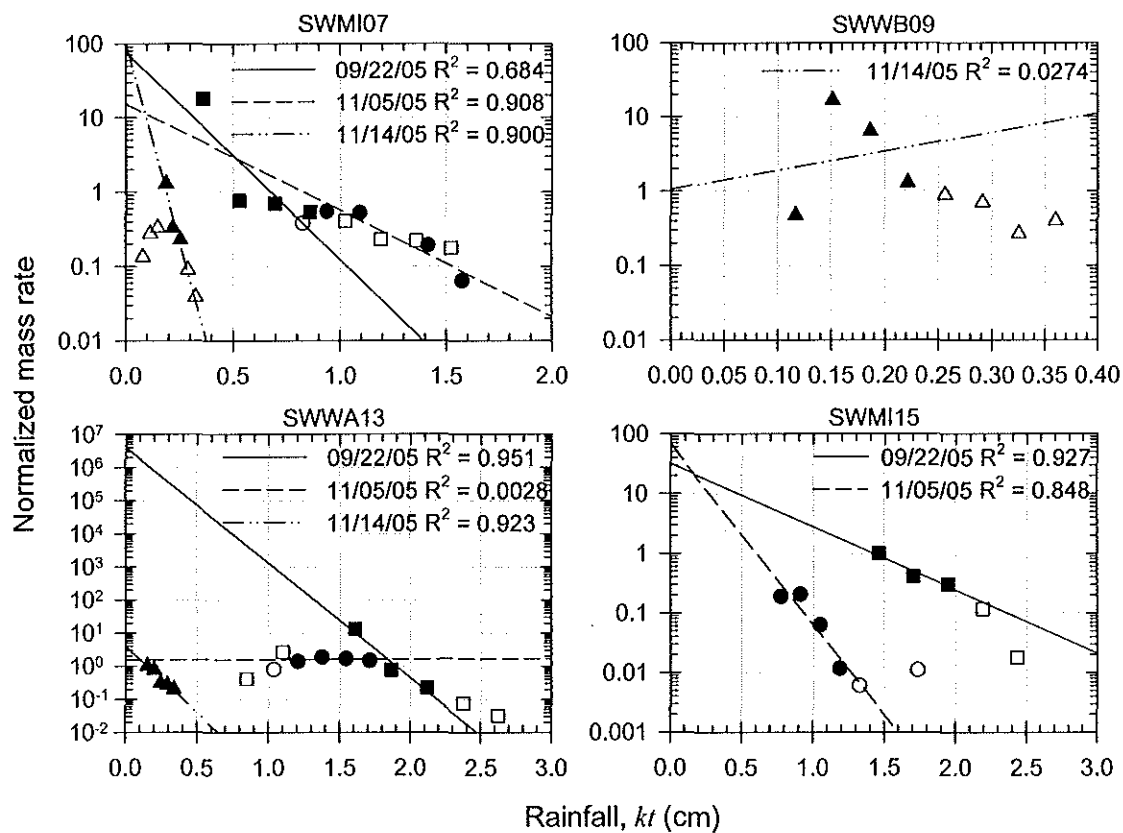 SWMI07
SWWB09
Normalized mass rate
100
10
1
0.1
0.01
09/22/05 R² = 0.684
11/05/05 R² = 0.908
11/14/05 R² = 0.900
0.0 0.5 1.0 1.5 2.0
100
10
1
0.1
0.01
11/14/05 R² = 0.0274
0.00 0.05 0.10 0.15 0.20 0.25 0.30 0.35 0.40
SWWA13
SWMI15
10⁷
10⁶
10⁵
10⁴
10³
10²
10¹
10⁰
10⁻¹
10⁻²
09/22/05 R² = 0.951
11/05/05 R² = 0.0028
11/14/05 R² = 0.923
0.0 0.5 1.0 1.5 2.0 2.5 3.0
100
10
1
0.1
0.01
0.001
09/22/05 R² = 0.927
11/05/05 R² = 0.848
0.0 0.5 1.0 1.5 2.0 2.5 3.0
Rainfall, kt (cm)